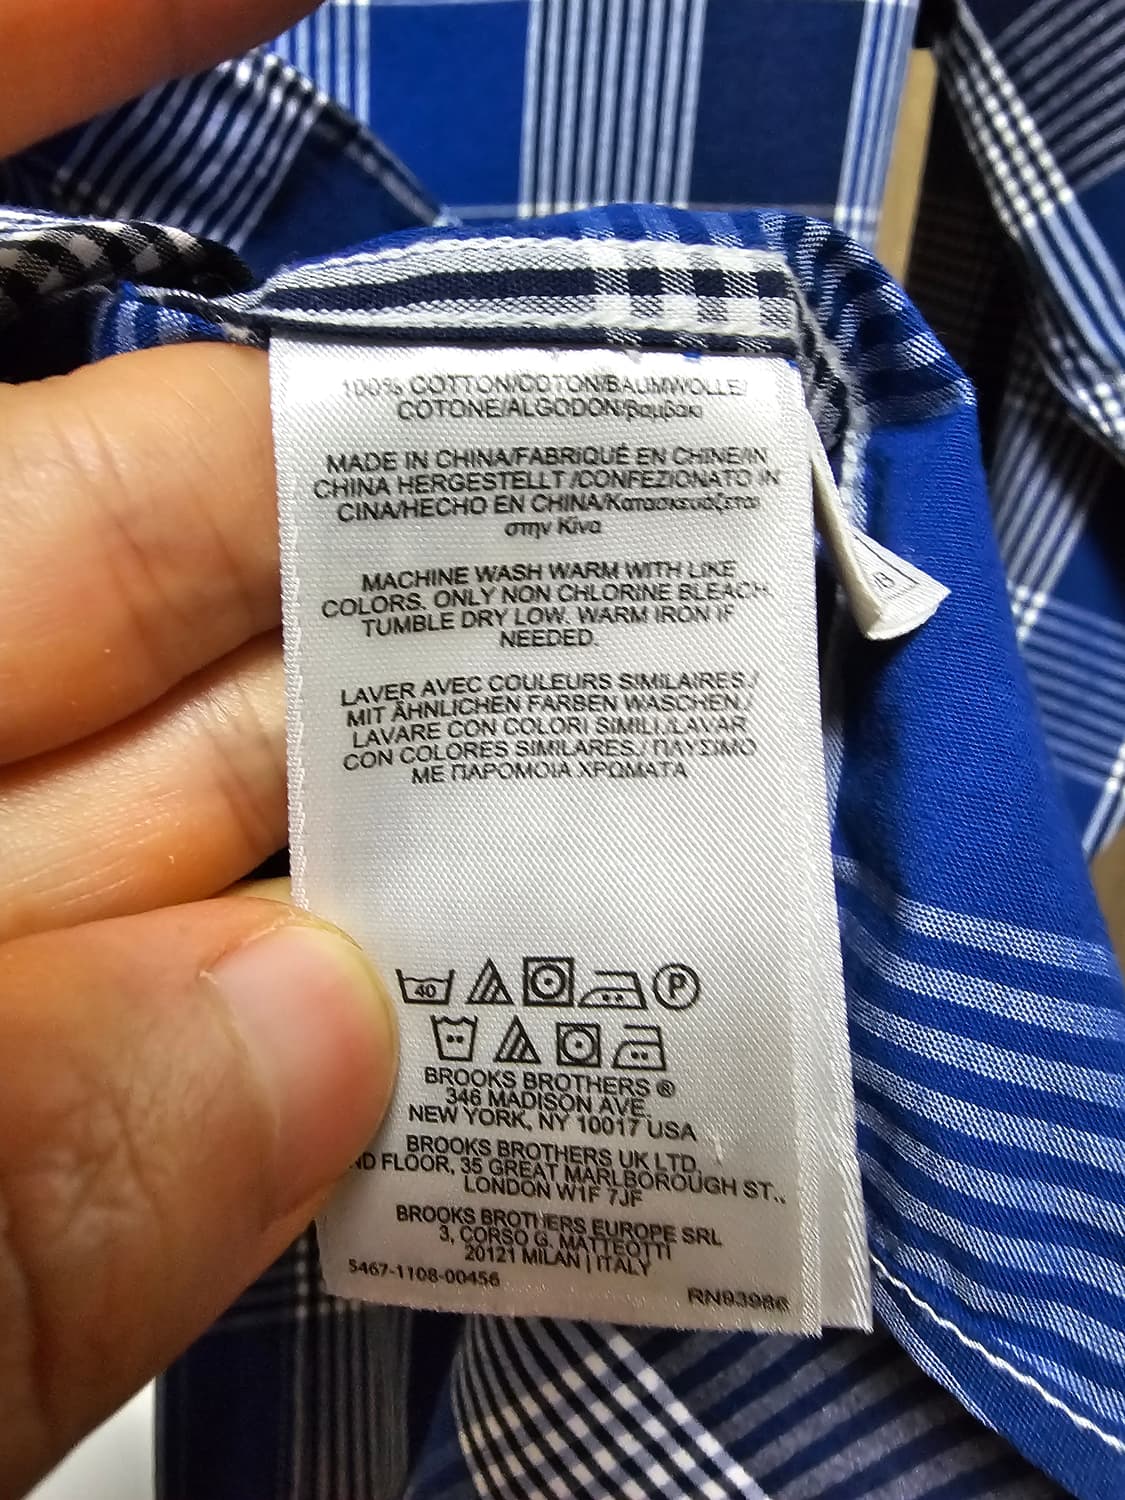 100% COTTON/COTON/BAUMWOLLE/
COTONE/ALGODON/βαμβάκι
MADE IN CHINA/FABRIQUÉ EN CHINE/IN
CHINA HERGESTELLT /CONFEZIONATO IN
CINA/HECHO EN CHINA/Κατασκευάζεται
στην Κίνα
MACHINE WASH WARM WITH LIKE
COLORS. ONLY NON CHLORINE BLEACH.
TUMBLE DRY LOW. WARM IRON IF
NEEDED.
LAVER AVEC COULEURS SIMILAIRES./
MIT ÄHNLICHEN FARBEN WASCHEN./
LAVARE CON COLORI SIMILI./LAVAR
CON COLORES SIMILARES./ ΠΛΥΣΙΜΟ
ΜΕ ΠΑΡΟΜΟΙΑ ΧΡΩΜΑΤΑ
40 P
BROOKS BROTHERS ®
346 MADISON AVE.
NEW YORK, NY 10017 USA
BROOKS BROTHERS UK LTD.
FLOOR, 35 GREAT MARLBOROUGH ST.,
LONDON W1F 7JF
BROOKS BROTHERS EUROPE SRL
3, CORSO G. MATTEOTTI
20121 MILAN | ITALY
5467-1108-00456
RN93986